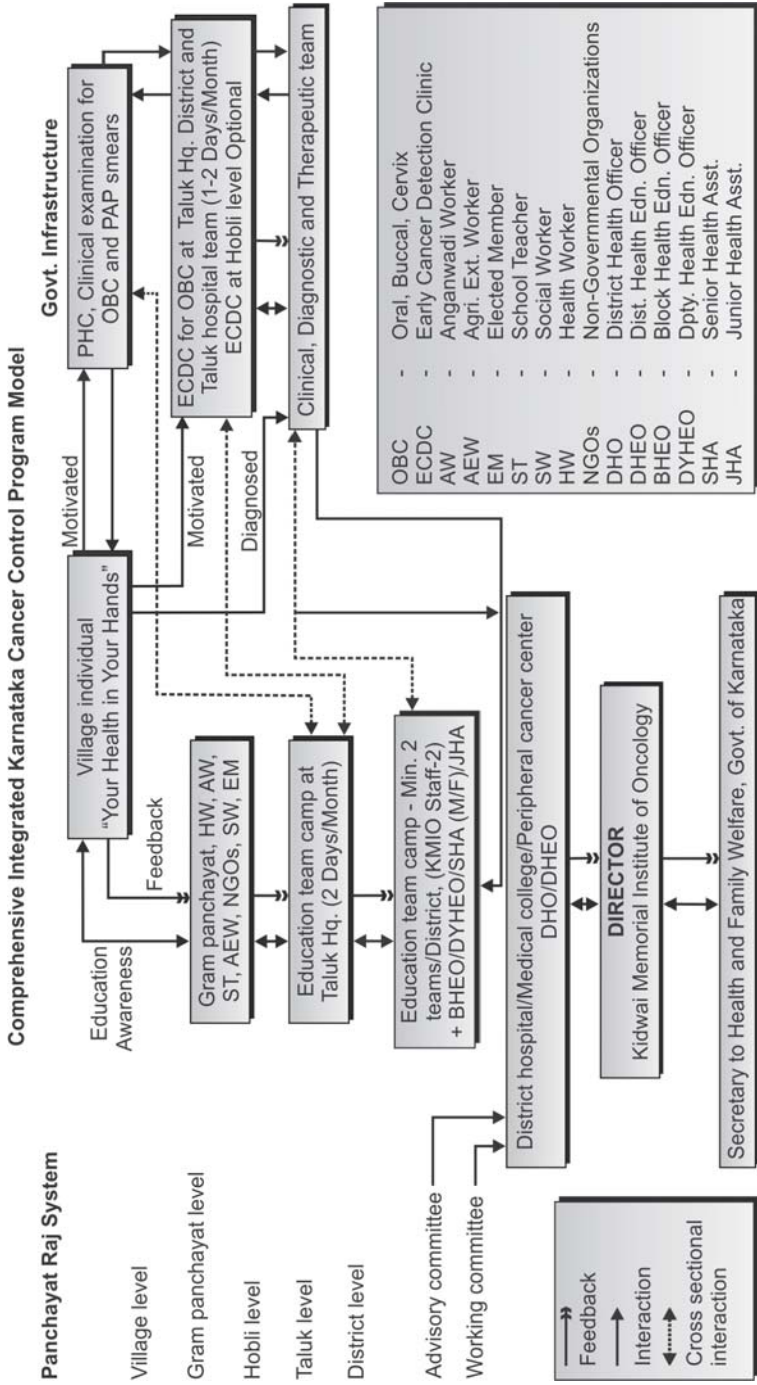 Comprehensive Integrated Karnataka Cancer Control Program Model
Panchayat Raj System
Govt. Infrastructure
Village level
Gram panchayat level
Hobli level
Taluk level
District level
Advisory committee
Working committee
Village individual
"Your Health in Your Hands"
Education
Awareness
Feedback
Motivated
Motivated
Diagnosed
Gram panchayat, HW, AW,
ST, AEW, NGOs, SW, EM
Education team camp at
Taluk Hq. (2 Days/Month)
Education team camp - Min. 2
teams/District, (KMIO Staff-2)
+ BHEO/DYHEO/SHA (M/F)/JHA
PHC, Clinical examination for
OBC and PAP smears
ECDC for OBC at Taluk Hq. District and
Taluk hospital team (1-2 Days/Month)
ECDC at Hobli level Optional
Clinical, Diagnostic and Therapeutic team
District hospital/Medical college/Peripheral cancer center
DHO/DHEO
DIRECTOR
Kidwai Memorial Institute of Oncology
Secretary to Health and Family Welfare, Govt. of Karnataka
Feedback
Interaction
Cross sectional
interaction
OBC - Oral, Buccal, Cervix
ECDC - Early Cancer Detection Clinic
AW - Anganwadi Worker
AEW - Agri. Ext. Worker
EM - Elected Member
ST - School Teacher
SW - Social Worker
HW - Health Worker
NGOs - Non-Governmental Organizations
DHO - District Health Officer
DHEO - Dist. Health Edn. Officer
BHEO - Block Health Edn. Officer
DYHEO - Dpty. Health Edn. Officer
SHA - Senior Health Asst.
JHA - Junior Health Asst.